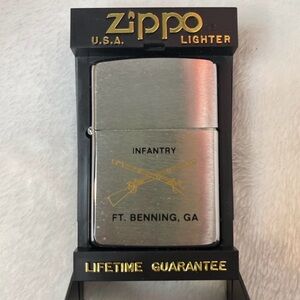 Zippo
U.S.A. LIGHTER
INFANTRY
FT. BENNING, GA
LIFETIME GUARANTEE